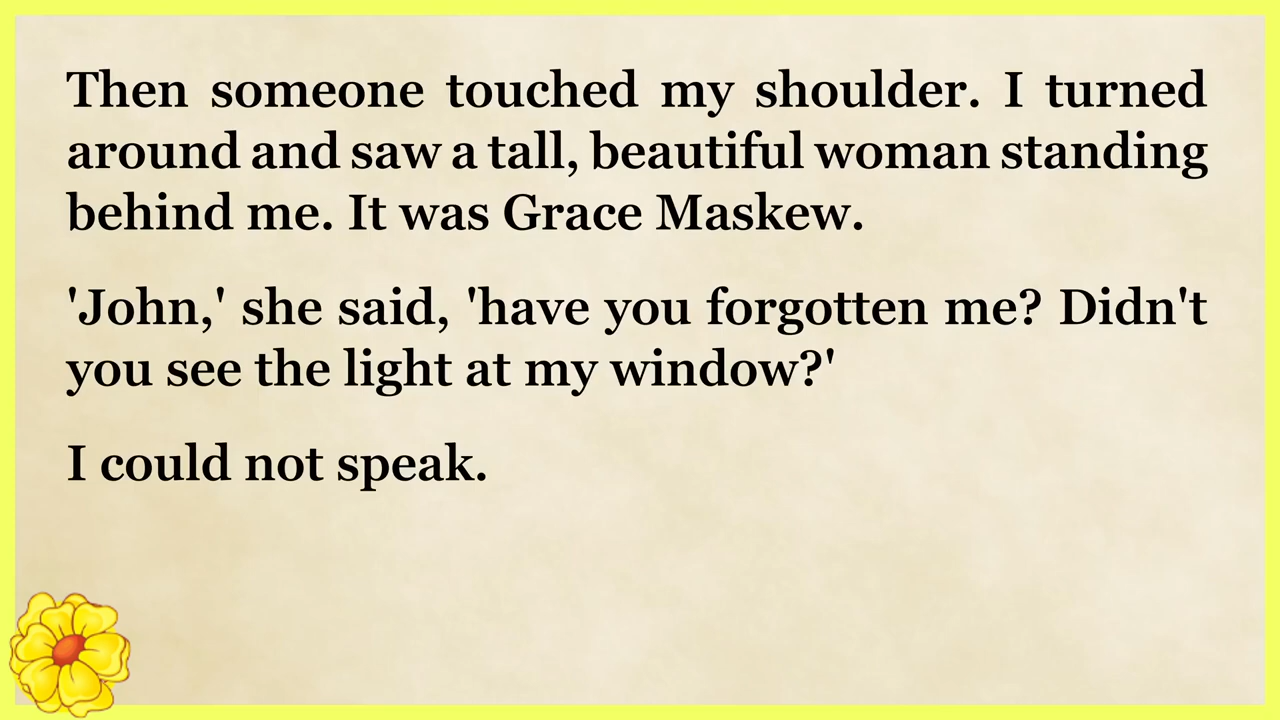 Then someone touched my shoulder. I turned
around and saw a tall, beautiful woman standing
behind me. It was Grace Maskew.
'John,' she said, 'have you forgotten me? Didn't
you see the light at my window?'
I could not speak.